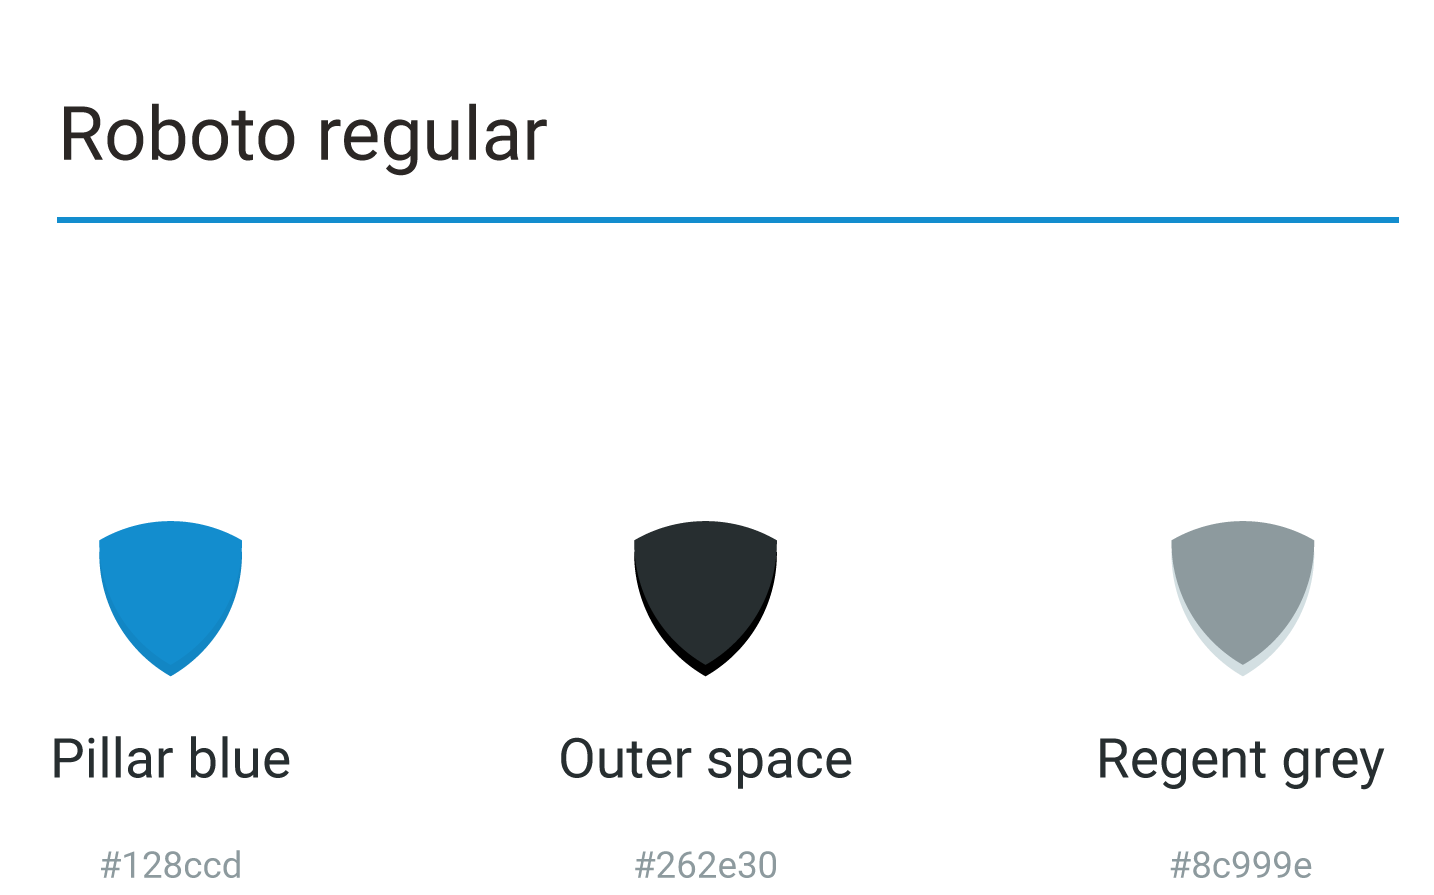 Roboto regular
Pillar blue
Outer space
Regent grey
#128ccd
#262e30
#8c999e